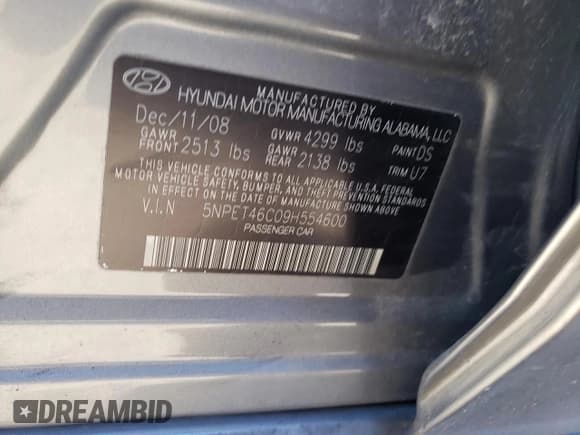 MANUFACTURED BY
HYUNDAI MOTOR MANUFACTURING ALABAMA, LLC
Dec/11/08 GVWR 4299 lbs PAINT DS
GAWR FRONT 2513 lbs GAWR REAR 2138 lbs TRIM U7
THIS VEHICLE CONFORMS TO ALL APPLICABLE U.S.A. FEDERAL
MOTOR VEHICLE SAFETY, BUMPER, AND THEFT PREVENTION STANDARDS
IN EFFECT ON THE DATE OF MANUFACTURE SHOWN ABOVE.
V.I.N 5NPET46C09H554600
PASSENGER CAR
DREAMBID